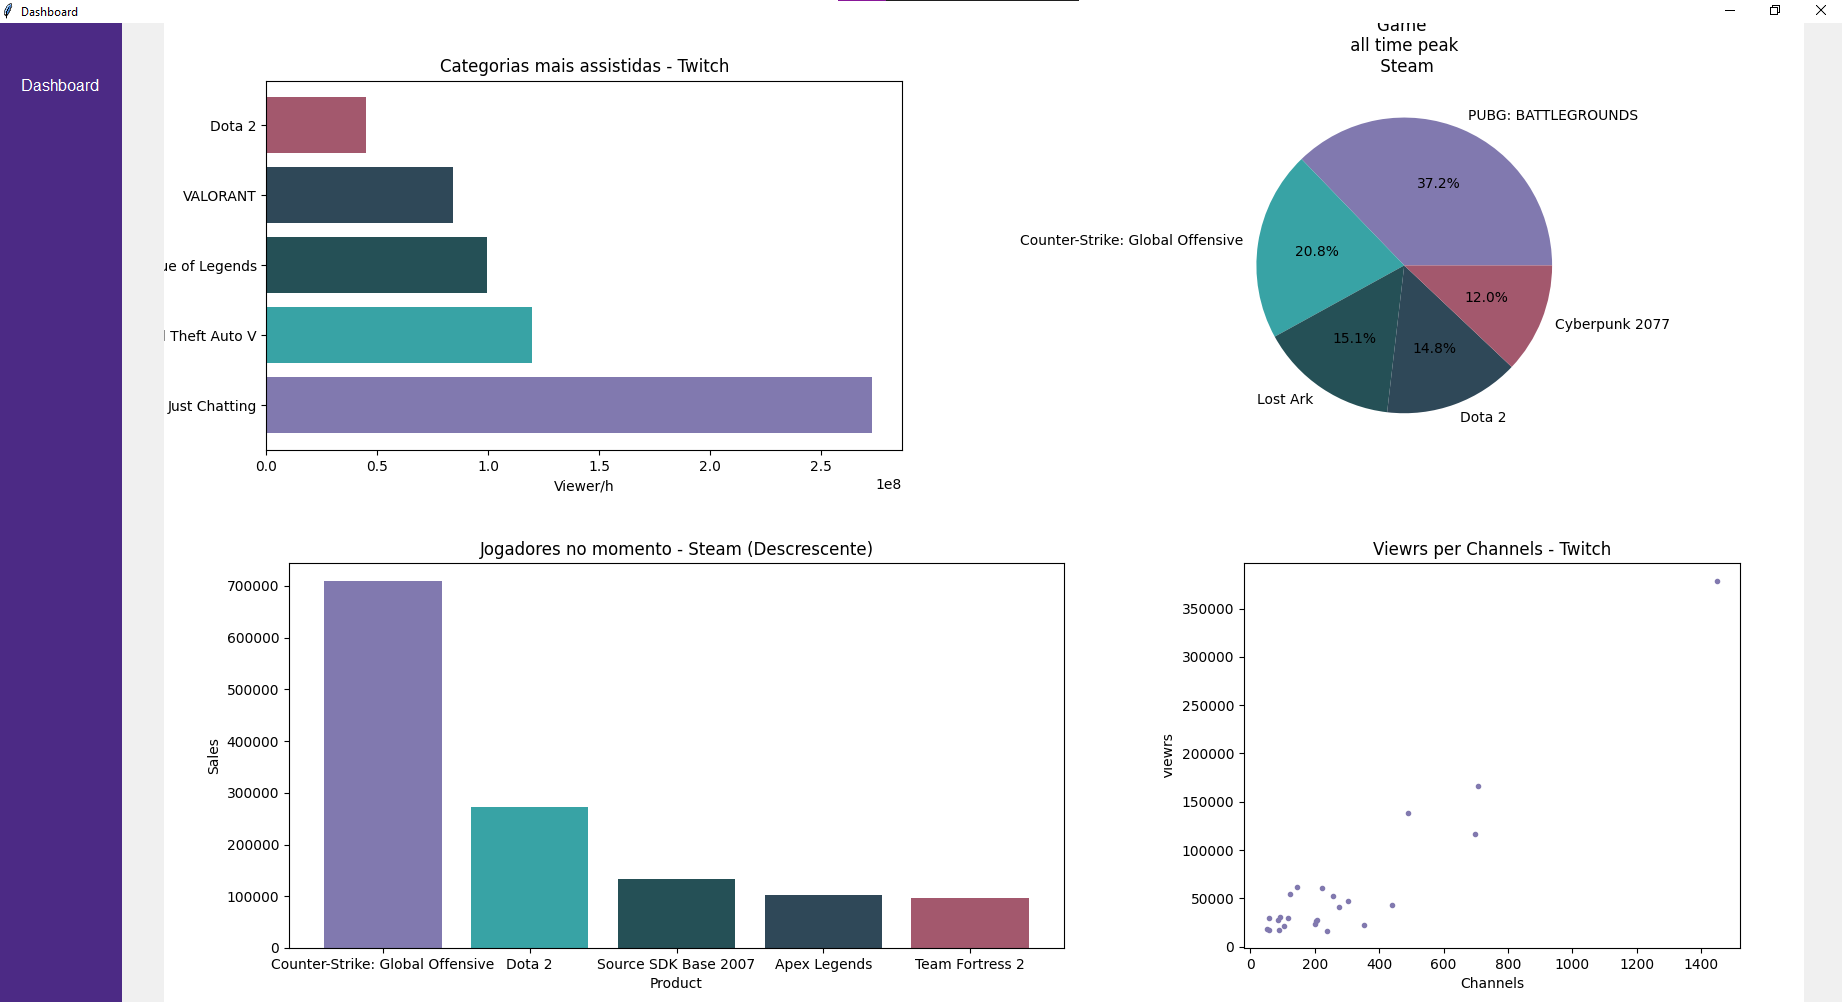 Dashboard
Dashboard
Categorias mais assistidas - Twitch
Dota 2
VALORANT
ue of Legends
Theft Auto V
Just Chatting
0.0 0.5 1.0 1.5 2.0 2.5
1e8
Viewer/h
Game
all time peak
Steam
PUBG: BATTLEGROUNDS
37.2%
Counter-Strike: Global Offensive
20.8%
12.0%
Cyberpunk 2077
15.1%
14.8%
Lost Ark
Dota 2
Jogadores no momento - Steam (Descrescente)
700000
600000
500000
400000
300000
200000
100000
0
Sales
Counter-Strike: Global Offensive Dota 2 Source SDK Base 2007 Apex Legends Team Fortress 2
Product
Viewrs per Channels - Twitch
350000
300000
250000
200000
150000
100000
50000
0
viewrs
0 200 400 600 800 1000 1200 1400
Channels